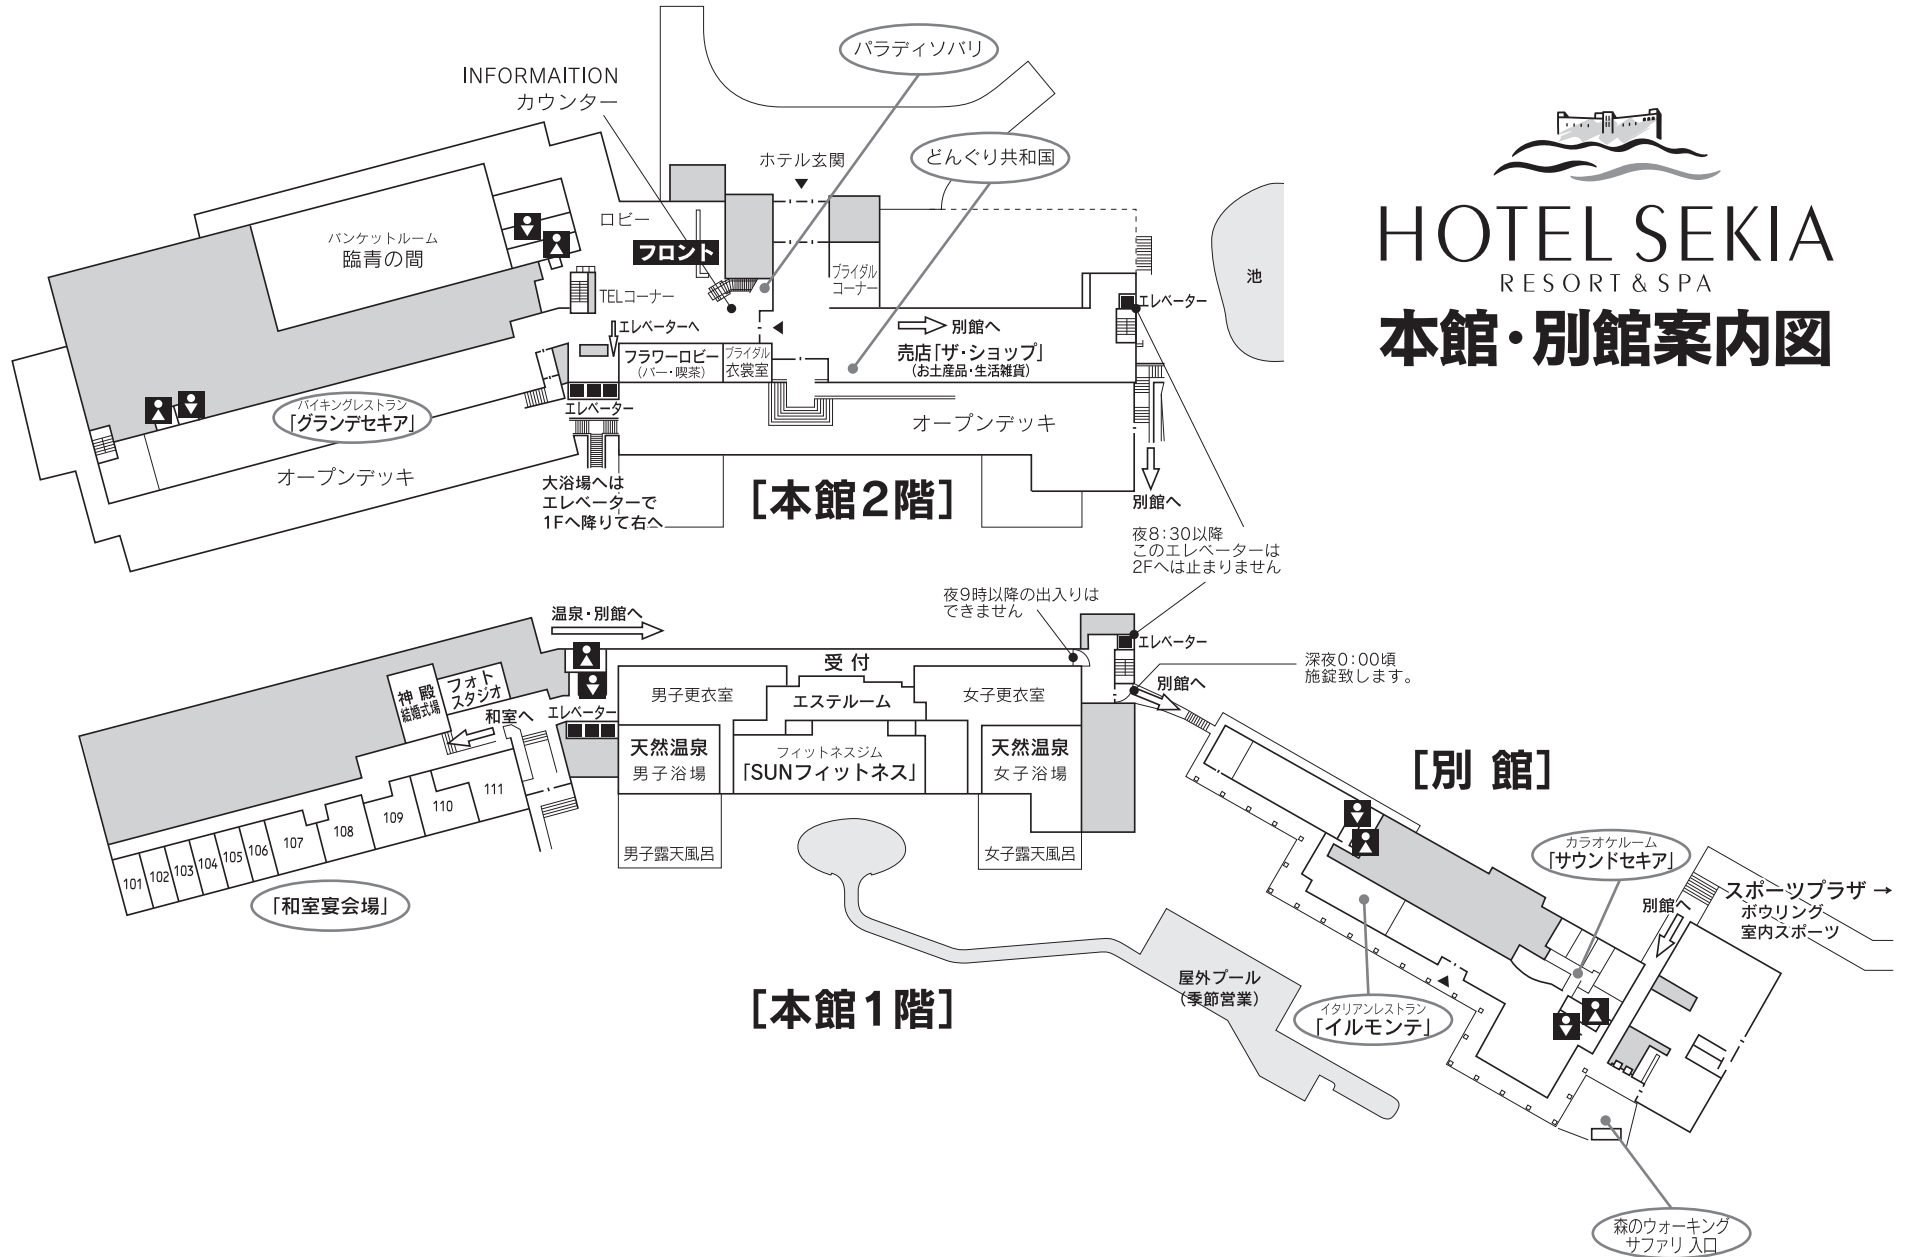 HOTEL SEKIA
RESORT & SPA
本館・別館案内図
パラディソバリ
INFORMAITION
カウンター
ホテル玄関
どんぐり共和国
ロビー
フロント
バンケットルーム
臨青の間
ブライダル
コーナー
池
TELコーナー
エレベーター
エレベーターへ
別館へ
フラワーロビー
(バー・喫茶)
ブライダル
衣裳室
売店「ザ・ショップ」
(お土産品・生活雑貨)
バイキングレストラン
「グランデセキア」
エレベーター
オープンデッキ
オープンデッキ
大浴場へは
エレベーターで
1Fへ降りて右へ
[本館2階]
別館へ
夜8:30以降
このエレベーターは
2Fへは止まりません
夜9時以降の出入りは
できません
温泉・別館へ
エレベーター
受 付
深夜0:00頃
施錠致します。
神 殿
結婚式場
フォト
スタジオ
男子更衣室
エステルーム
女子更衣室
別館へ
和室へ
エレベーター
天然温泉
男子浴場
フィットネスジム
「SUNフィットネス」
天然温泉
女子浴場
[別 館]
101
102
103
104
105
106
107
108
109
110
111
男子露天風呂
女子露天風呂
「和室宴会場」
カラオケルーム
「サウンドセキア」
スポーツプラザ →
ボウリング
室内スポーツ
別館へ
屋外プール
(季節営業)
[本館1階]
イタリアンレストラン
「イルモンテ」
森のウォーキング
サファリ 入口